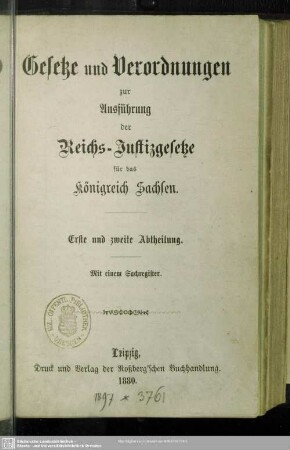 Gesetze und Verordnungen
zur
Ausführung
der
Reichs-Justizgesetze
für das
Königreich Sachsen.
Erste und zweite Abtheilung.
Mit einem Sachregister.
Leipzig,
Druck und Verlag der Roßberg'schen Buchhandlung.
1880.
1897 * 3761